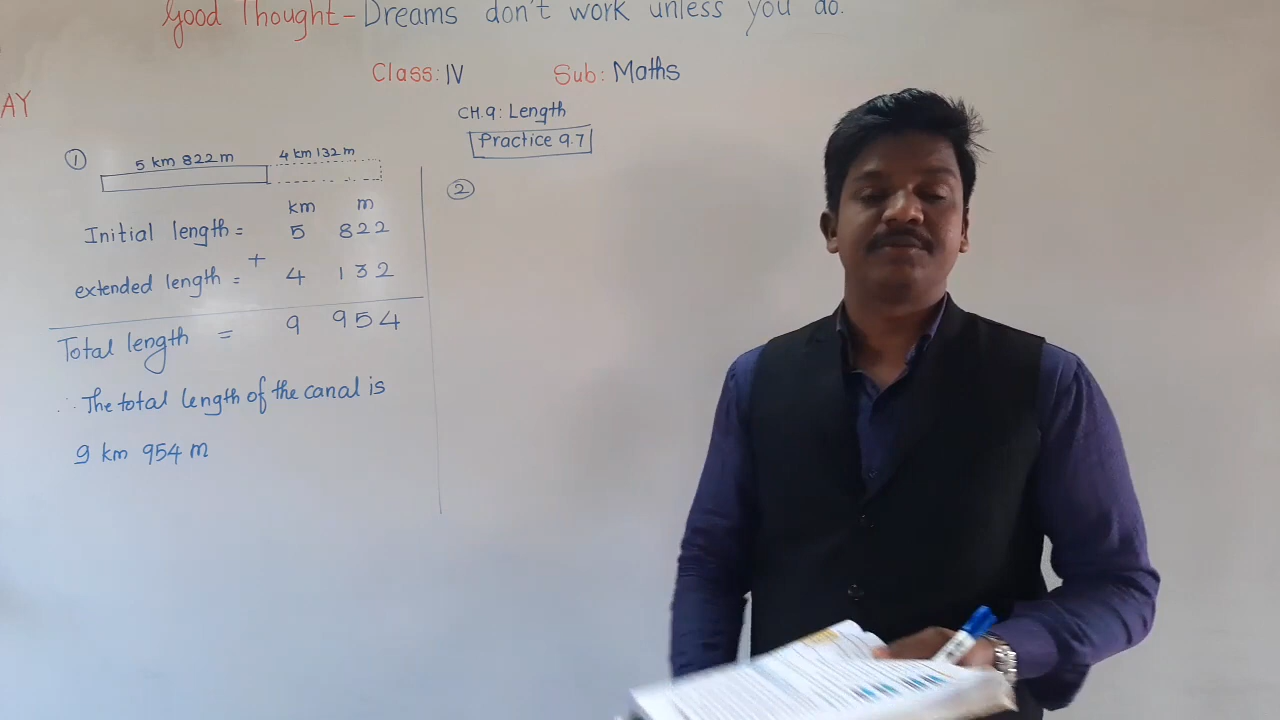 Good Thought - Dreams don't work unless you do.
Class: IV Sub: Maths
AY
CH.9: Length
Practice 9.7
① 5 km 822 m 4 km 132 m
②
km m
Initial length = 5 822
+
extended length = 4 132
Total length = 9 954
∴ The total length of the canal is
9 km 954 m